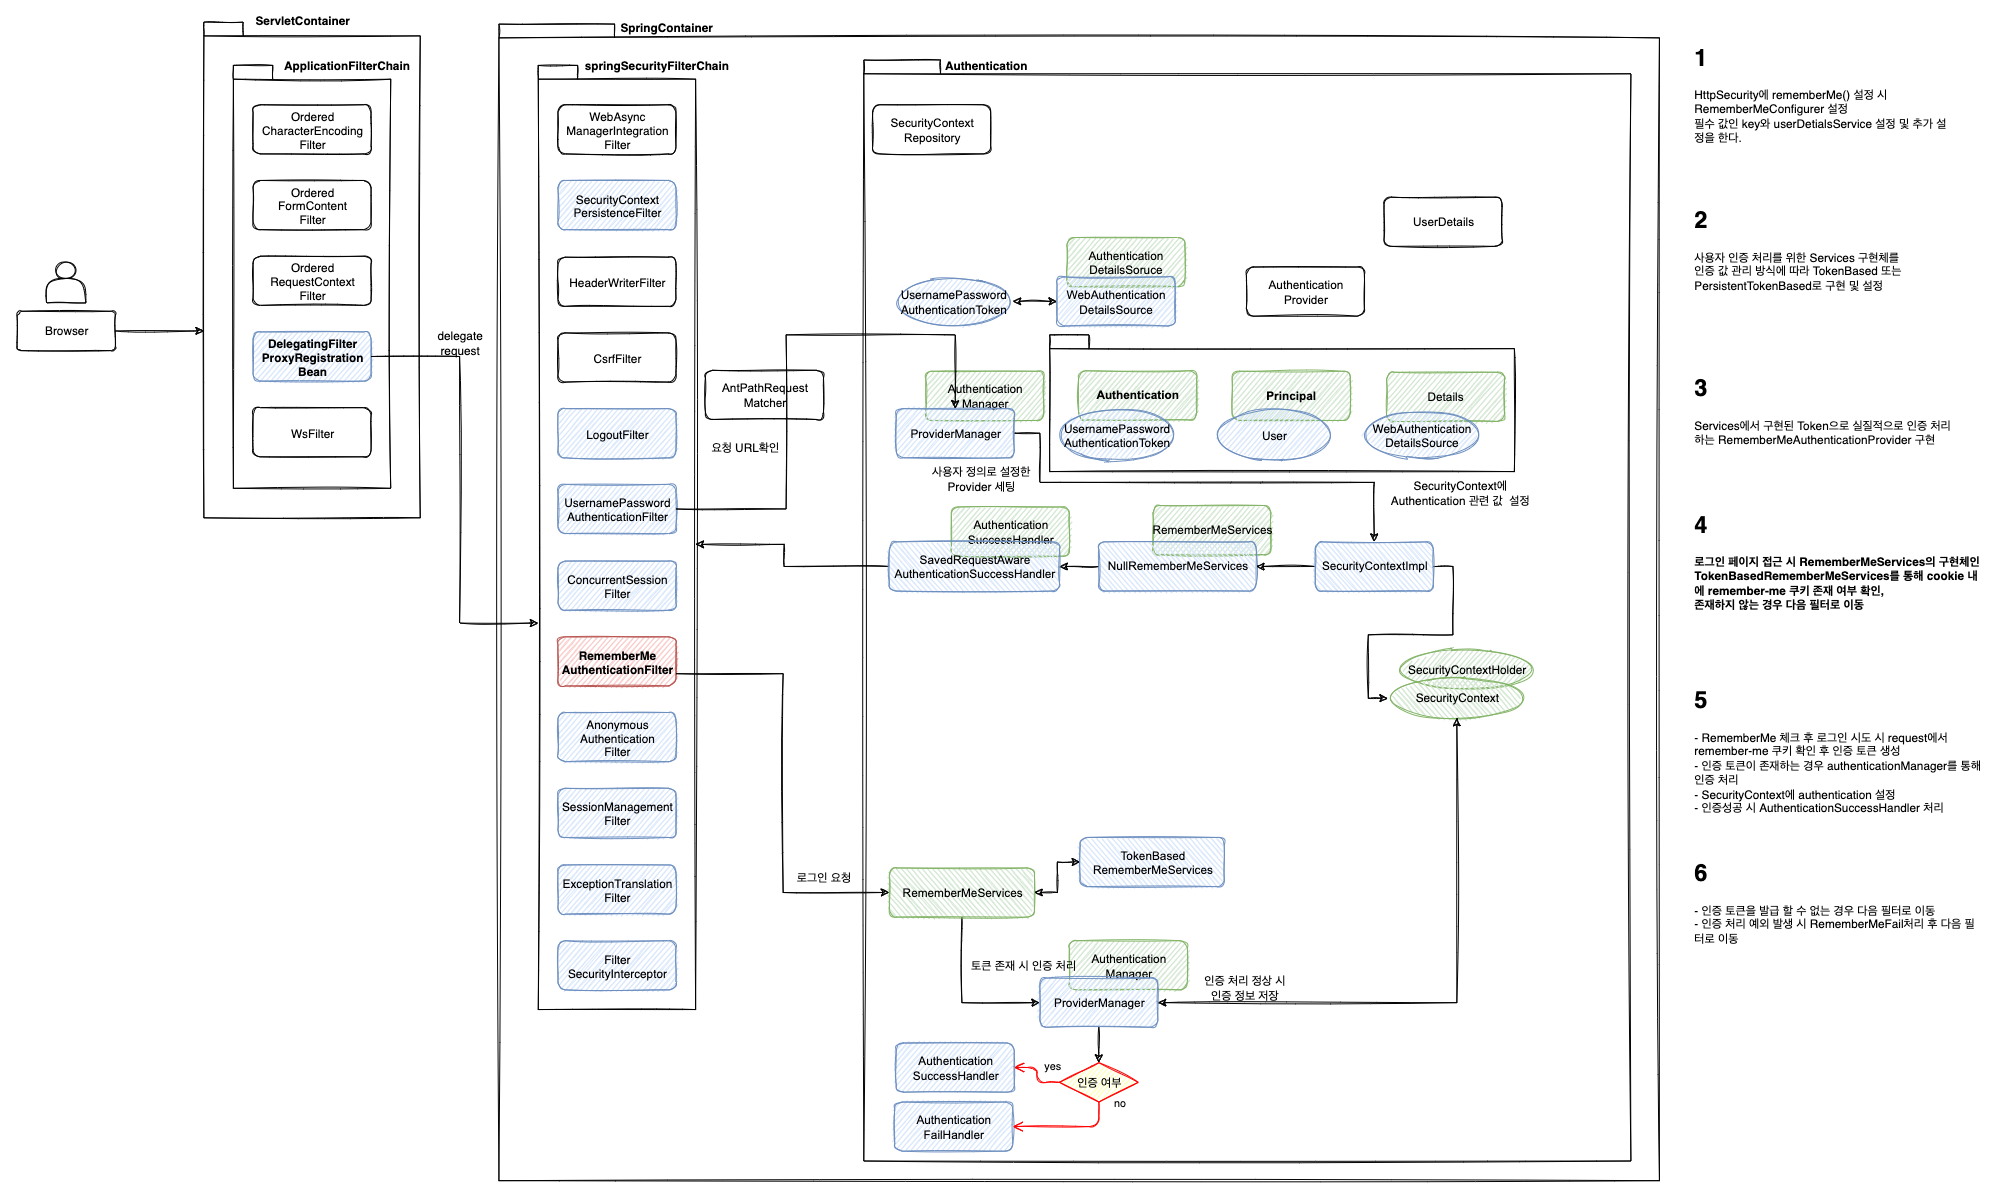 ServletContainer
ApplicationFilterChain
Ordered
CharacterEncoding
Filter
Ordered
FormContent
Filter
Ordered
RequestContext
Filter
DelegatingFilter
ProxyRegistration
Bean
WsFilter
Browser
delegate
request
SpringContainer
springSecurityFilterChain
WebAsync
ManagerIntegration
Filter
SecurityContext
PersistenceFilter
HeaderWriterFilter
CsrfFilter
LogoutFilter
UsernamePassword
AuthenticationFilter
ConcurrentSession
Filter
RememberMe
AuthenticationFilter
Anonymous
Authentication
Filter
SessionManagement
Filter
ExceptionTranslation
Filter
Filter
SecurityInterceptor
AntPathRequest
Matcher
요청 URL확인
로그인 요청
Authentication
SecurityContext
Repository
UserDetails
Authentication
DetailsSoruce
UsernamePassword
AuthenticationToken
WebAuthentication
DetailsSource
Authentication
Provider
Authentication
Manager
ProviderManager
Authentication
UsernamePassword
AuthenticationToken
Principal
User
Details
WebAuthentication
DetailsSource
사용자 정의로 설정한
Provider 세팅
SecurityContext에
Authentication 관련 값 설정
Authentication
SuccessHandler
SavedRequestAware
AuthenticationSuccessHandler
RememberMeServices
NullRememberMeServices
SecurityContextImpl
SecurityContextHolder
SecurityContext
TokenBased
RememberMeServices
RememberMeServices
토큰 존재 시 인증 처리
Authentication
Manager
ProviderManager
인증 처리 정상 시
인증 정보 저장
Authentication
SuccessHandler
yes
인증 여부
no
Authentication
FailHandler
1
HttpSecurity에 rememberMe() 설정 시
RememberMeConfigurer 설정
필수 값인 key와 userDetialsService 설정 및 추가 설
정을 한다.
2
사용자 인증 처리를 위한 Services 구현체를
인증 값 관리 방식에 따라 TokenBased 또는
PersistentTokenBased로 구현 및 설정
3
Services에서 구현된 Token으로 실질적으로 인증 처리
하는 RememberMeAuthenticationProvider 구현
4
로그인 페이지 접근 시 RememberMeServices의 구현체인
TokenBasedRememberMeServices를 통해 cookie 내
에 remember-me 쿠키 존재 여부 확인,
존재하지 않는 경우 다음 필터로 이동
5
- RememberMe 체크 후 로그인 시도 시 request에서
remember-me 쿠키 확인 후 인증 토큰 생성
- 인증 토큰이 존재하는 경우 authenticationManager를 통해
인증 처리
- SecurityContext에 authentication 설정
- 인증성공 시 AuthenticationSuccessHandler 처리
6
- 인증 토큰을 발급 할 수 없는 경우 다음 필터로 이동
- 인증 처리 예외 발생 시 RememberMeFail처리 후 다음 필
터로 이동